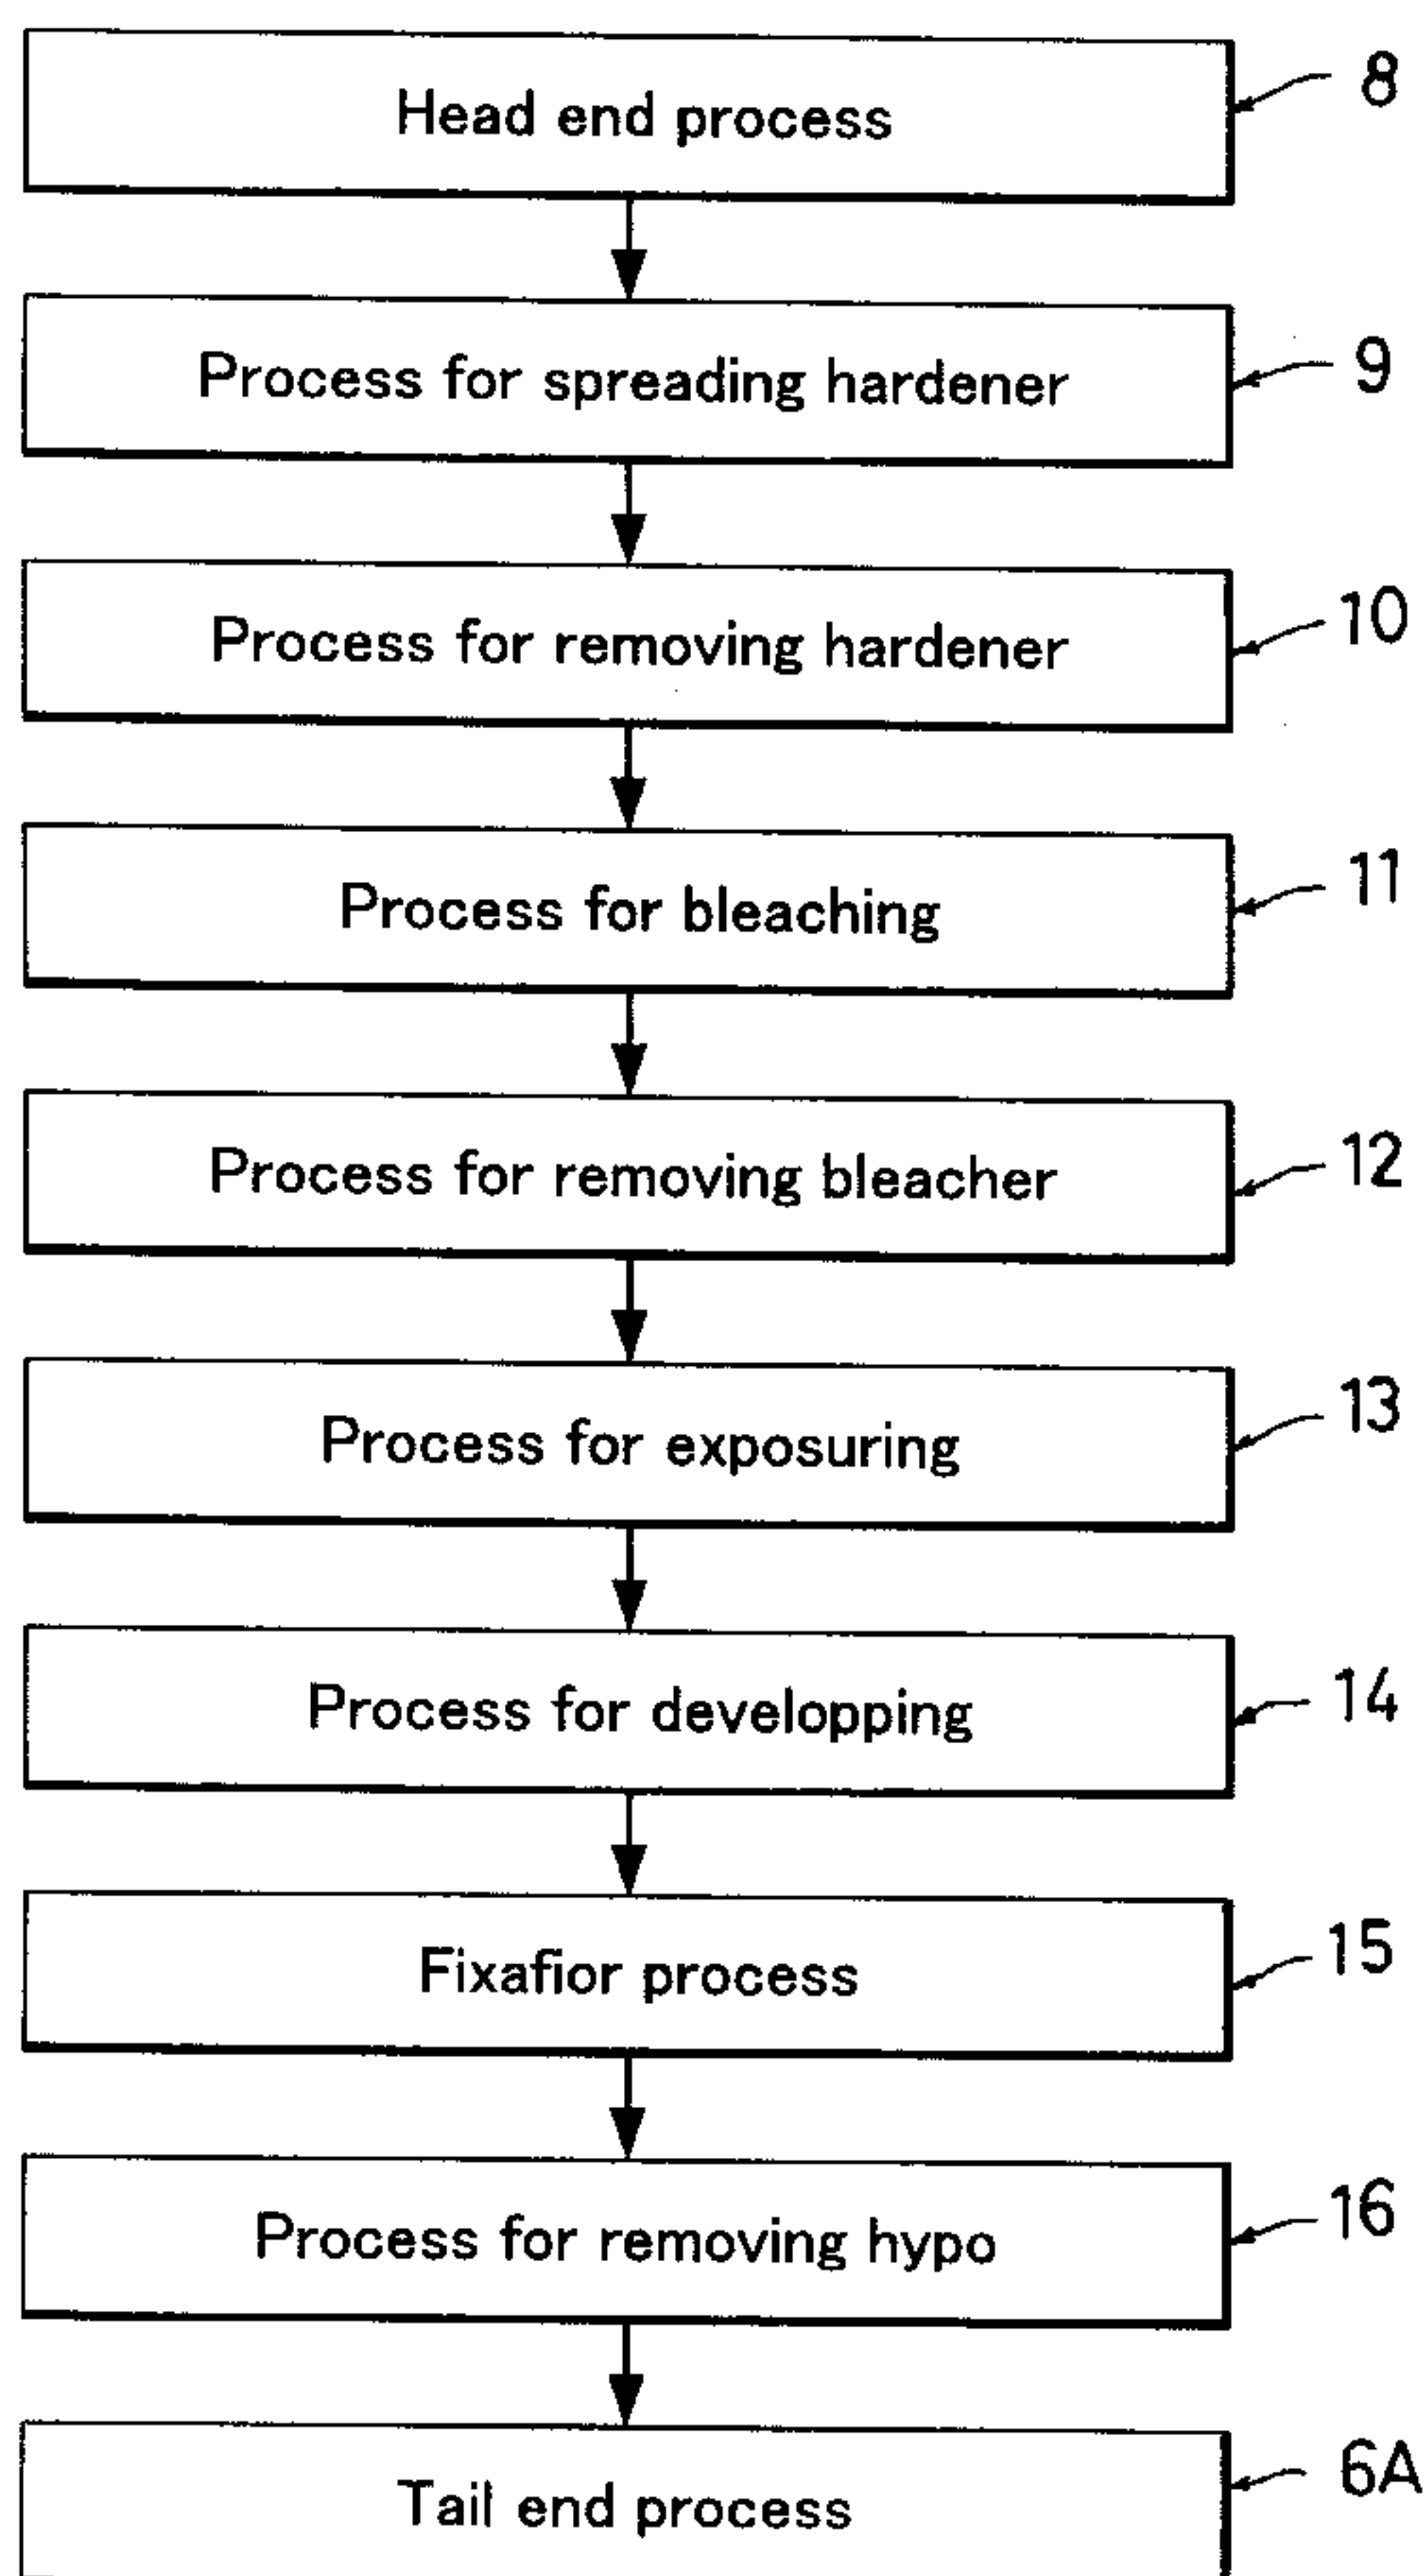 Head end process 8
Process for spreading hardener 9
Process for removing hardener 10
Process for bleaching 11
Process for removing bleacher 12
Process for exposuring 13
Process for developping 14
Fixafior process 15
Process for removing hypo 16
Tail end process 6A